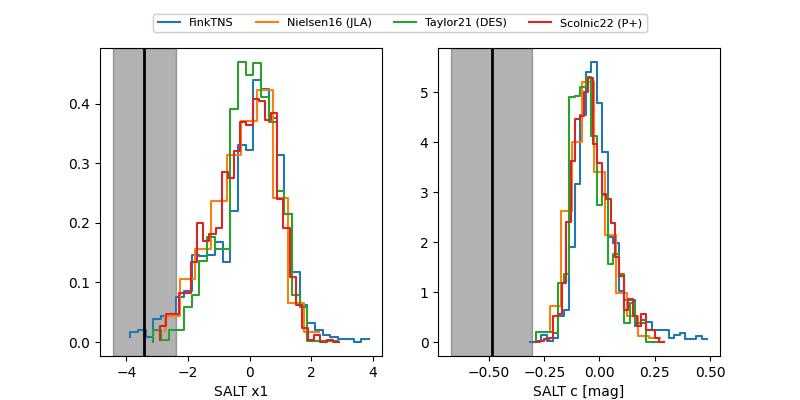 FinkTNS Nielsen16 (JLA) Taylor21 (DES) Scolnic22 (P+)
0.4
0.3
0.2
0.1
0.0
−4 −2 0 2 4
SALT x1
5
4
3
2
1
0
−0.50 −0.25 0.00 0.25 0.50
SALT c [mag]